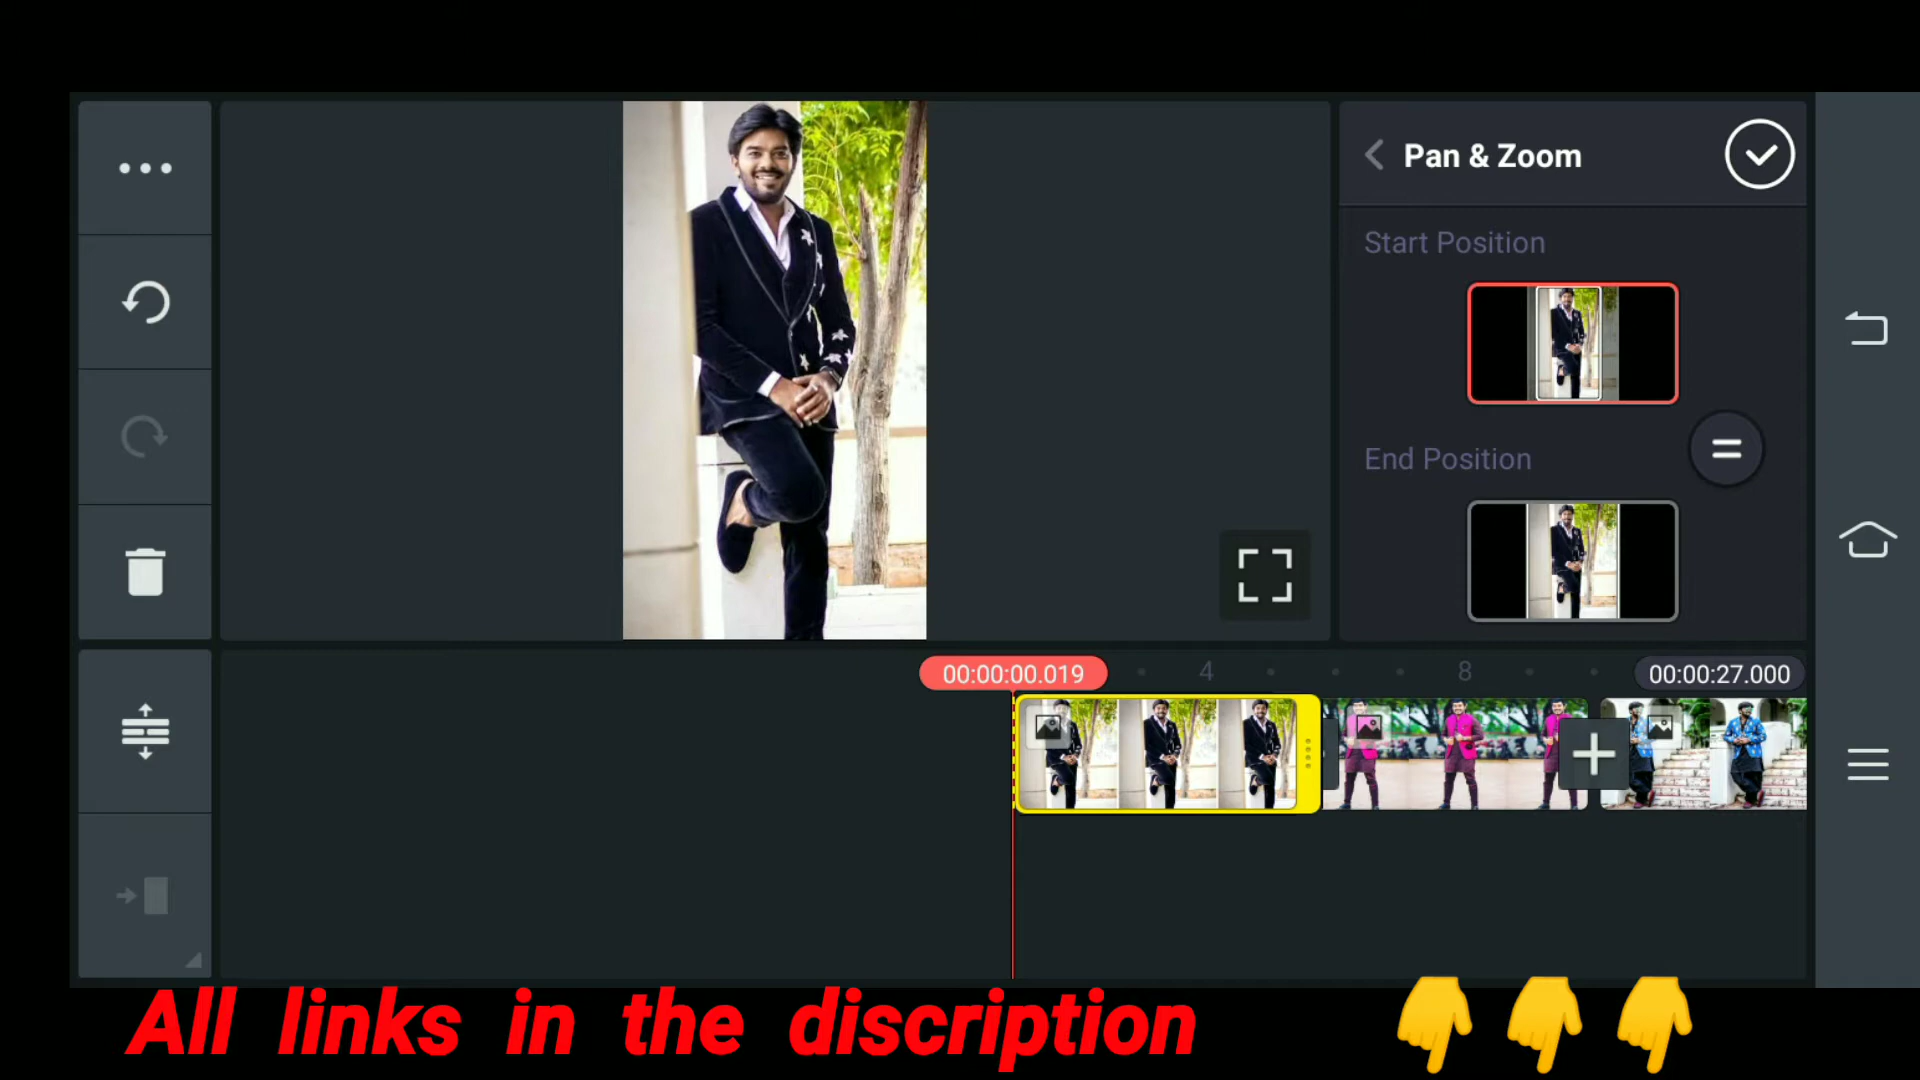 Pan & Zoom
Start Position
End Position
00:00:00.019
4
8
00:00:27.000
All links in the discription